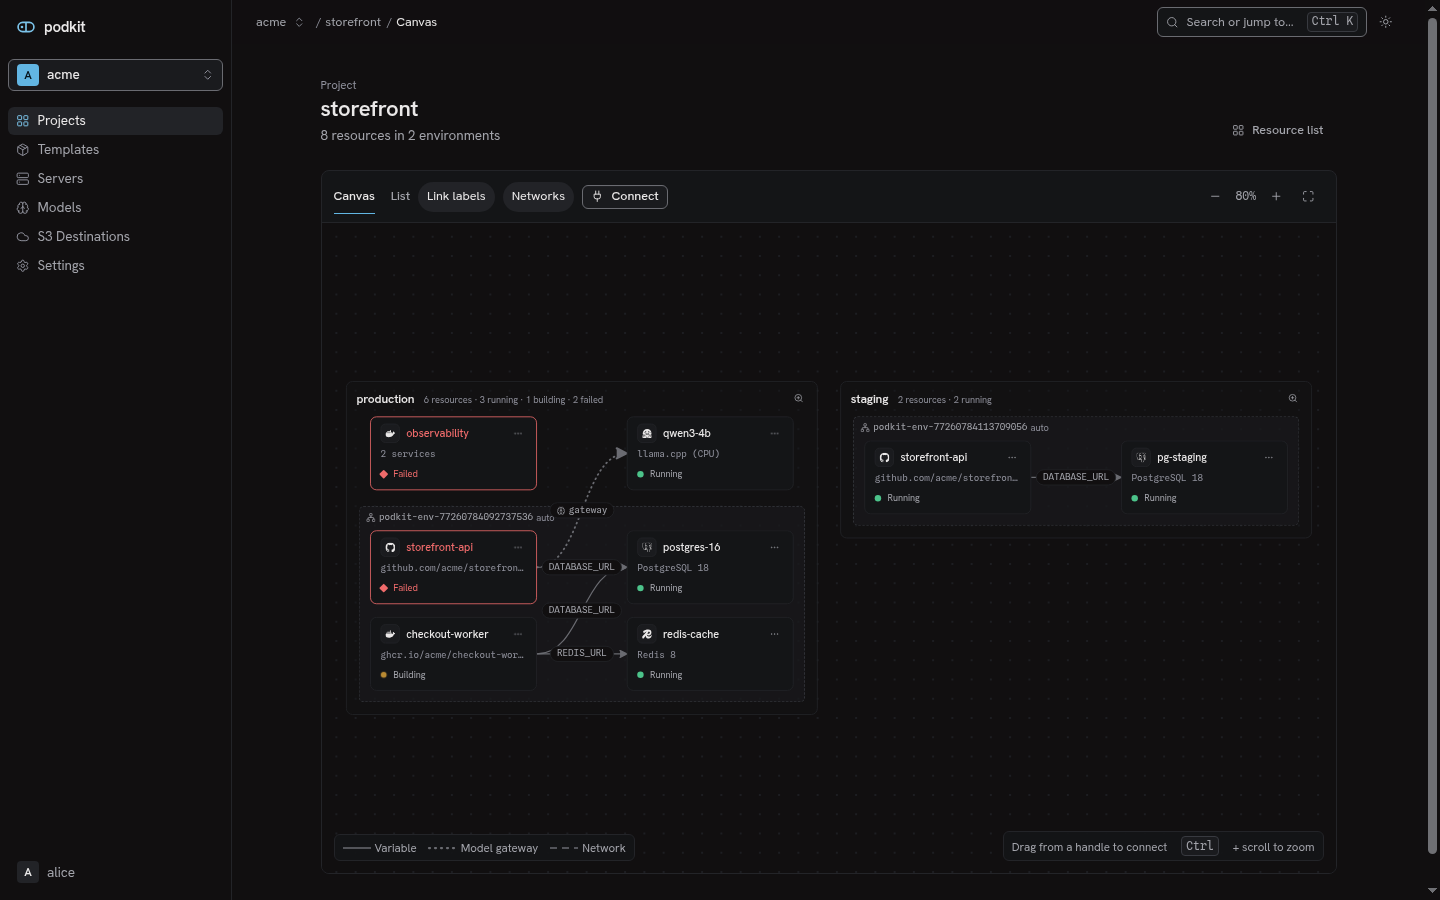 podkit
acme / storefront / Canvas
Search or jump to... Ctrl K
A acme
Projects
Templates
Servers
Models
S3 Destinations
Settings
A alice
Project
storefront
8 resources in 2 environments
Resource list
Canvas List Link labels Networks Connect
80%
production 6 resources · 3 running · 1 building · 2 failed
observability
2 services
Failed
qwen3-4b
llama.cpp (CPU)
Running
gateway
podkit-env-77260784092737536 auto
storefront-api
github.com/acme/storefron…
Failed
DATABASE_URL
postgres-16
PostgreSQL 18
Running
DATABASE_URL
checkout-worker
ghcr.io/acme/checkout-wor…
Building
REDIS_URL
redis-cache
Redis 8
Running
staging 2 resources · 2 running
podkit-env-77260784113709056 auto
storefront-api
github.com/acme/storefron…
Running
DATABASE_URL
pg-staging
PostgreSQL 18
Running
Variable Model gateway Network
Drag from a handle to connect Ctrl + scroll to zoom